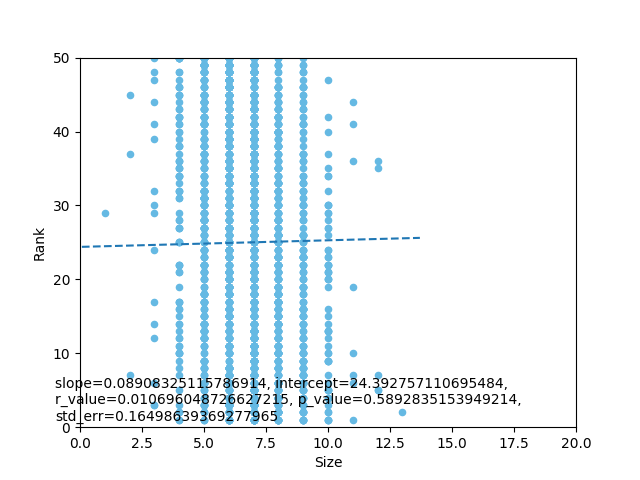 50
40
30
20
10
0
Rank
slope=0.08908325115786914, intercept=24.392757110695484,
r_value=0.010696048726627215, p_value=0.5892835153949214,
std_err=0.16498639369277965
0.0 2.5 5.0 7.5 10.0 12.5 15.0 17.5 20.0
Size